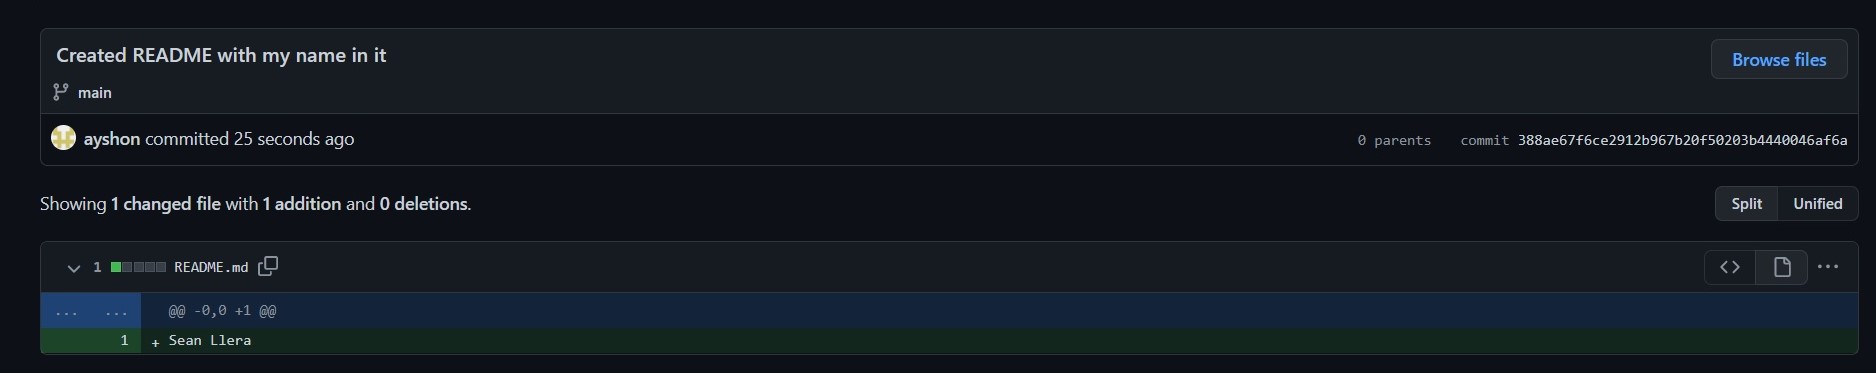 Created README with my name in it
Browse files
main
ayshon committed 25 seconds ago
0 parents commit 388ae67f6ce2912b967b20f50203b4440046af6a
Showing 1 changed file with 1 addition and 0 deletions.
Split Unified
1 README.md
... ... @@ -0,0 +1 @@
1 + Sean Llera